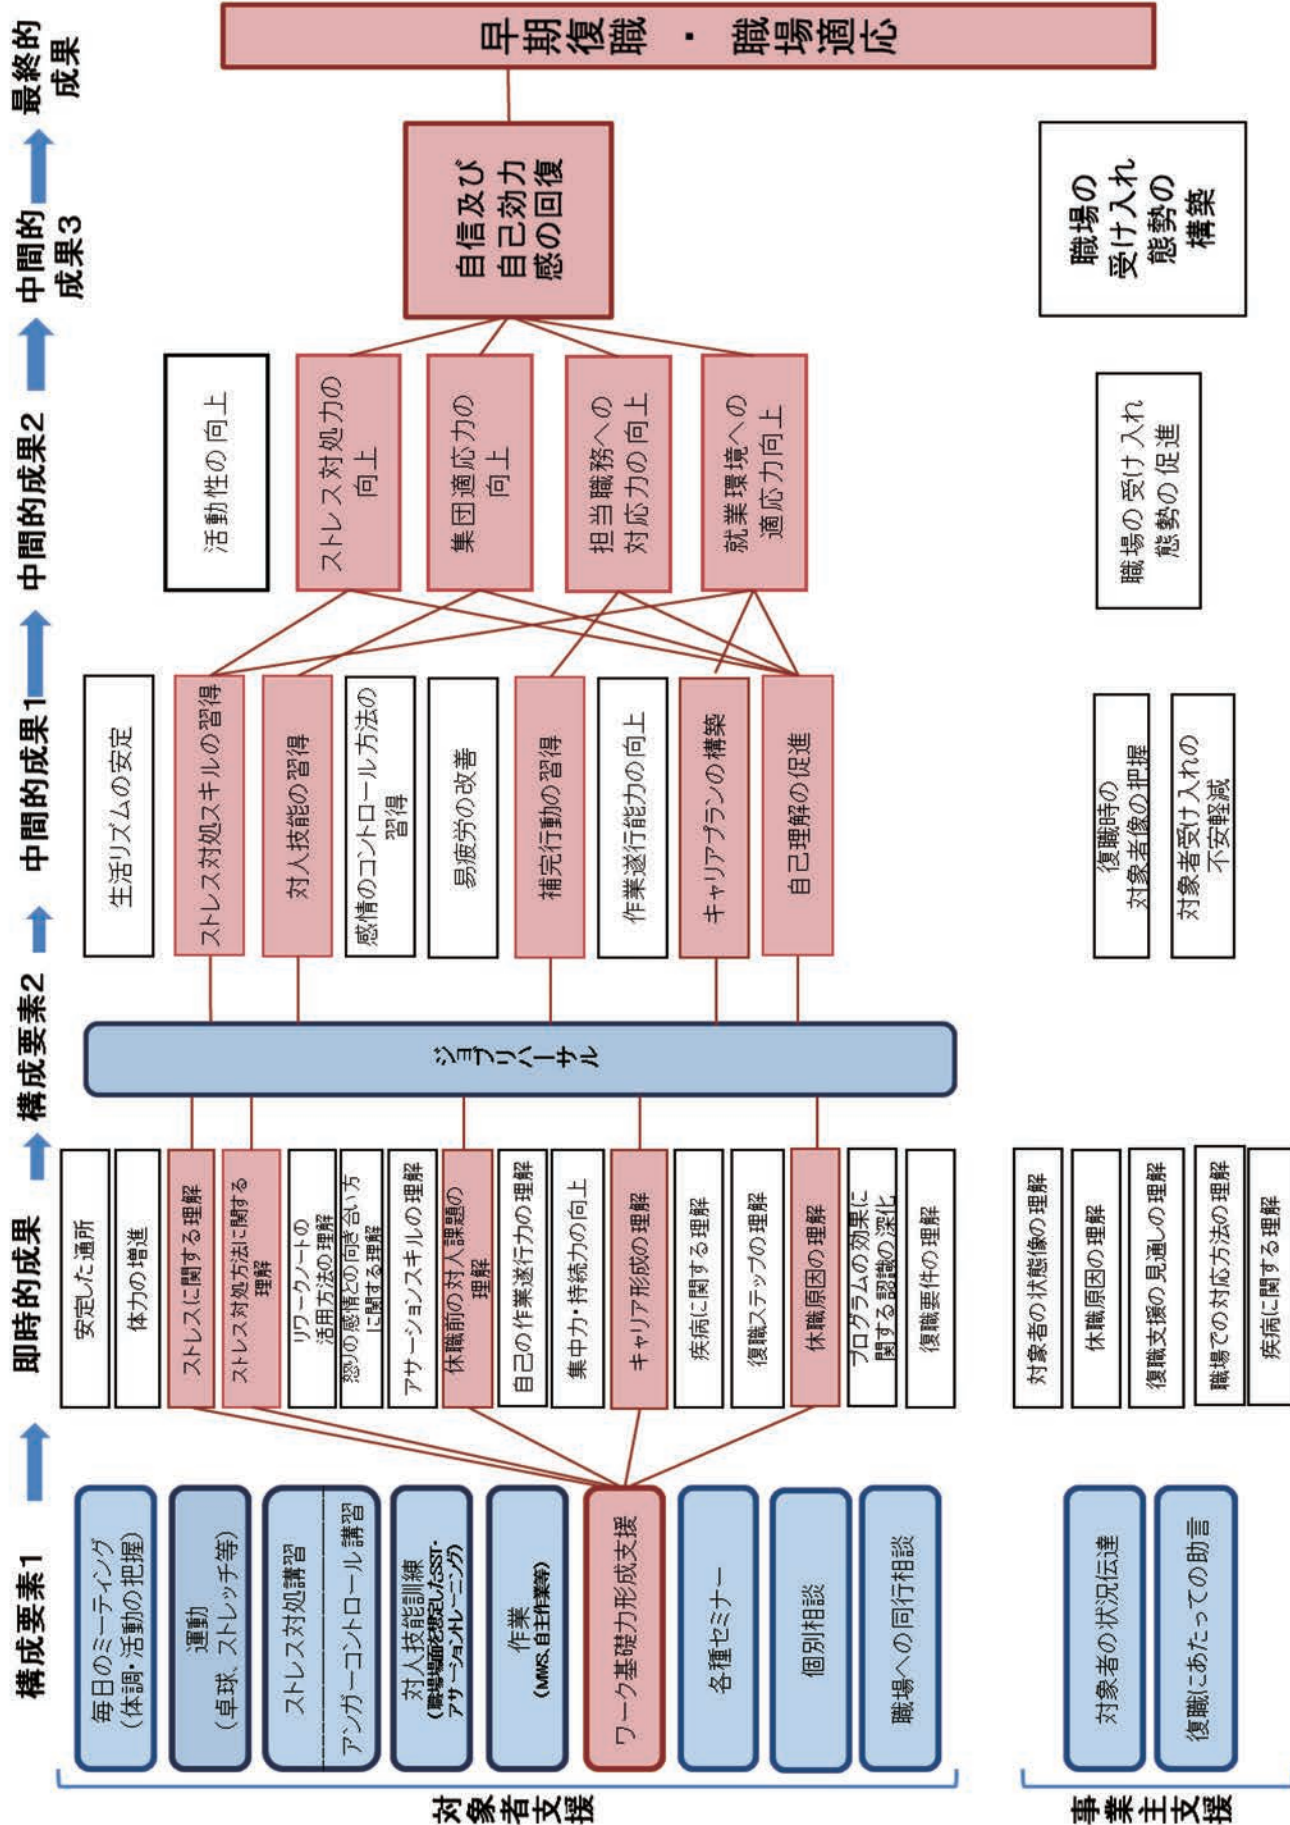 構成要素1
即時的成果
構成要素2
中間的成果1
中間的成果2
中間的
成果3
最終的
成果
対象者支援
毎日のミーティング
(体調・活動の把握)
運動
(卓球、ストレッチ等)
ストレス対処講習
アンガーコントロール講習
対人技能訓練
(職場場面を想定したSST・
アサーショントレーニング)
作業
(MWS、自主作業等)
ワーク基礎力形成支援
各種セミナー
個別相談
職場への同行相談
事業主支援
対象者の状況伝達
復職にあたっての助言
安定した通所
体力の増進
ストレスに関する理解
ストレス対処方法に関する
理解
リワークノートの
活用方法の理解
怒りの感情との向き合い方
に関する理解
アサーションスキルの理解
休職前の対人課題の
理解
自己の作業遂行力の理解
集中力・持続力の向上
キャリア形成の理解
疾病に関する理解
復職ステップの理解
休職原因の理解
プログラムの効果に
関する認識の深化
復職要件の理解
対象者の状態像の理解
休職原因の理解
復職支援の見通しの理解
職場での対応方法の理解
疾病に関する理解
ジョブリハーサル
生活リズムの安定
ストレス対処スキルの習得
対人技能の習得
感情のコントロール方法の
習得
易疲労の改善
補完行動の習得
作業遂行能力の向上
キャリアプランの構築
自己理解の促進
復職時の
対象者像の把握
対象者受け入れの
不安軽減
活動性の向上
ストレス対処力の
向上
集団適応力の
向上
担当職務への
対応力の向上
就業環境への
適応力向上
職場の受け入れ
態勢の促進
自信及び
自己効力
感の回復
職場の
受け入れ
態勢の
構築
早期復職・職場適応